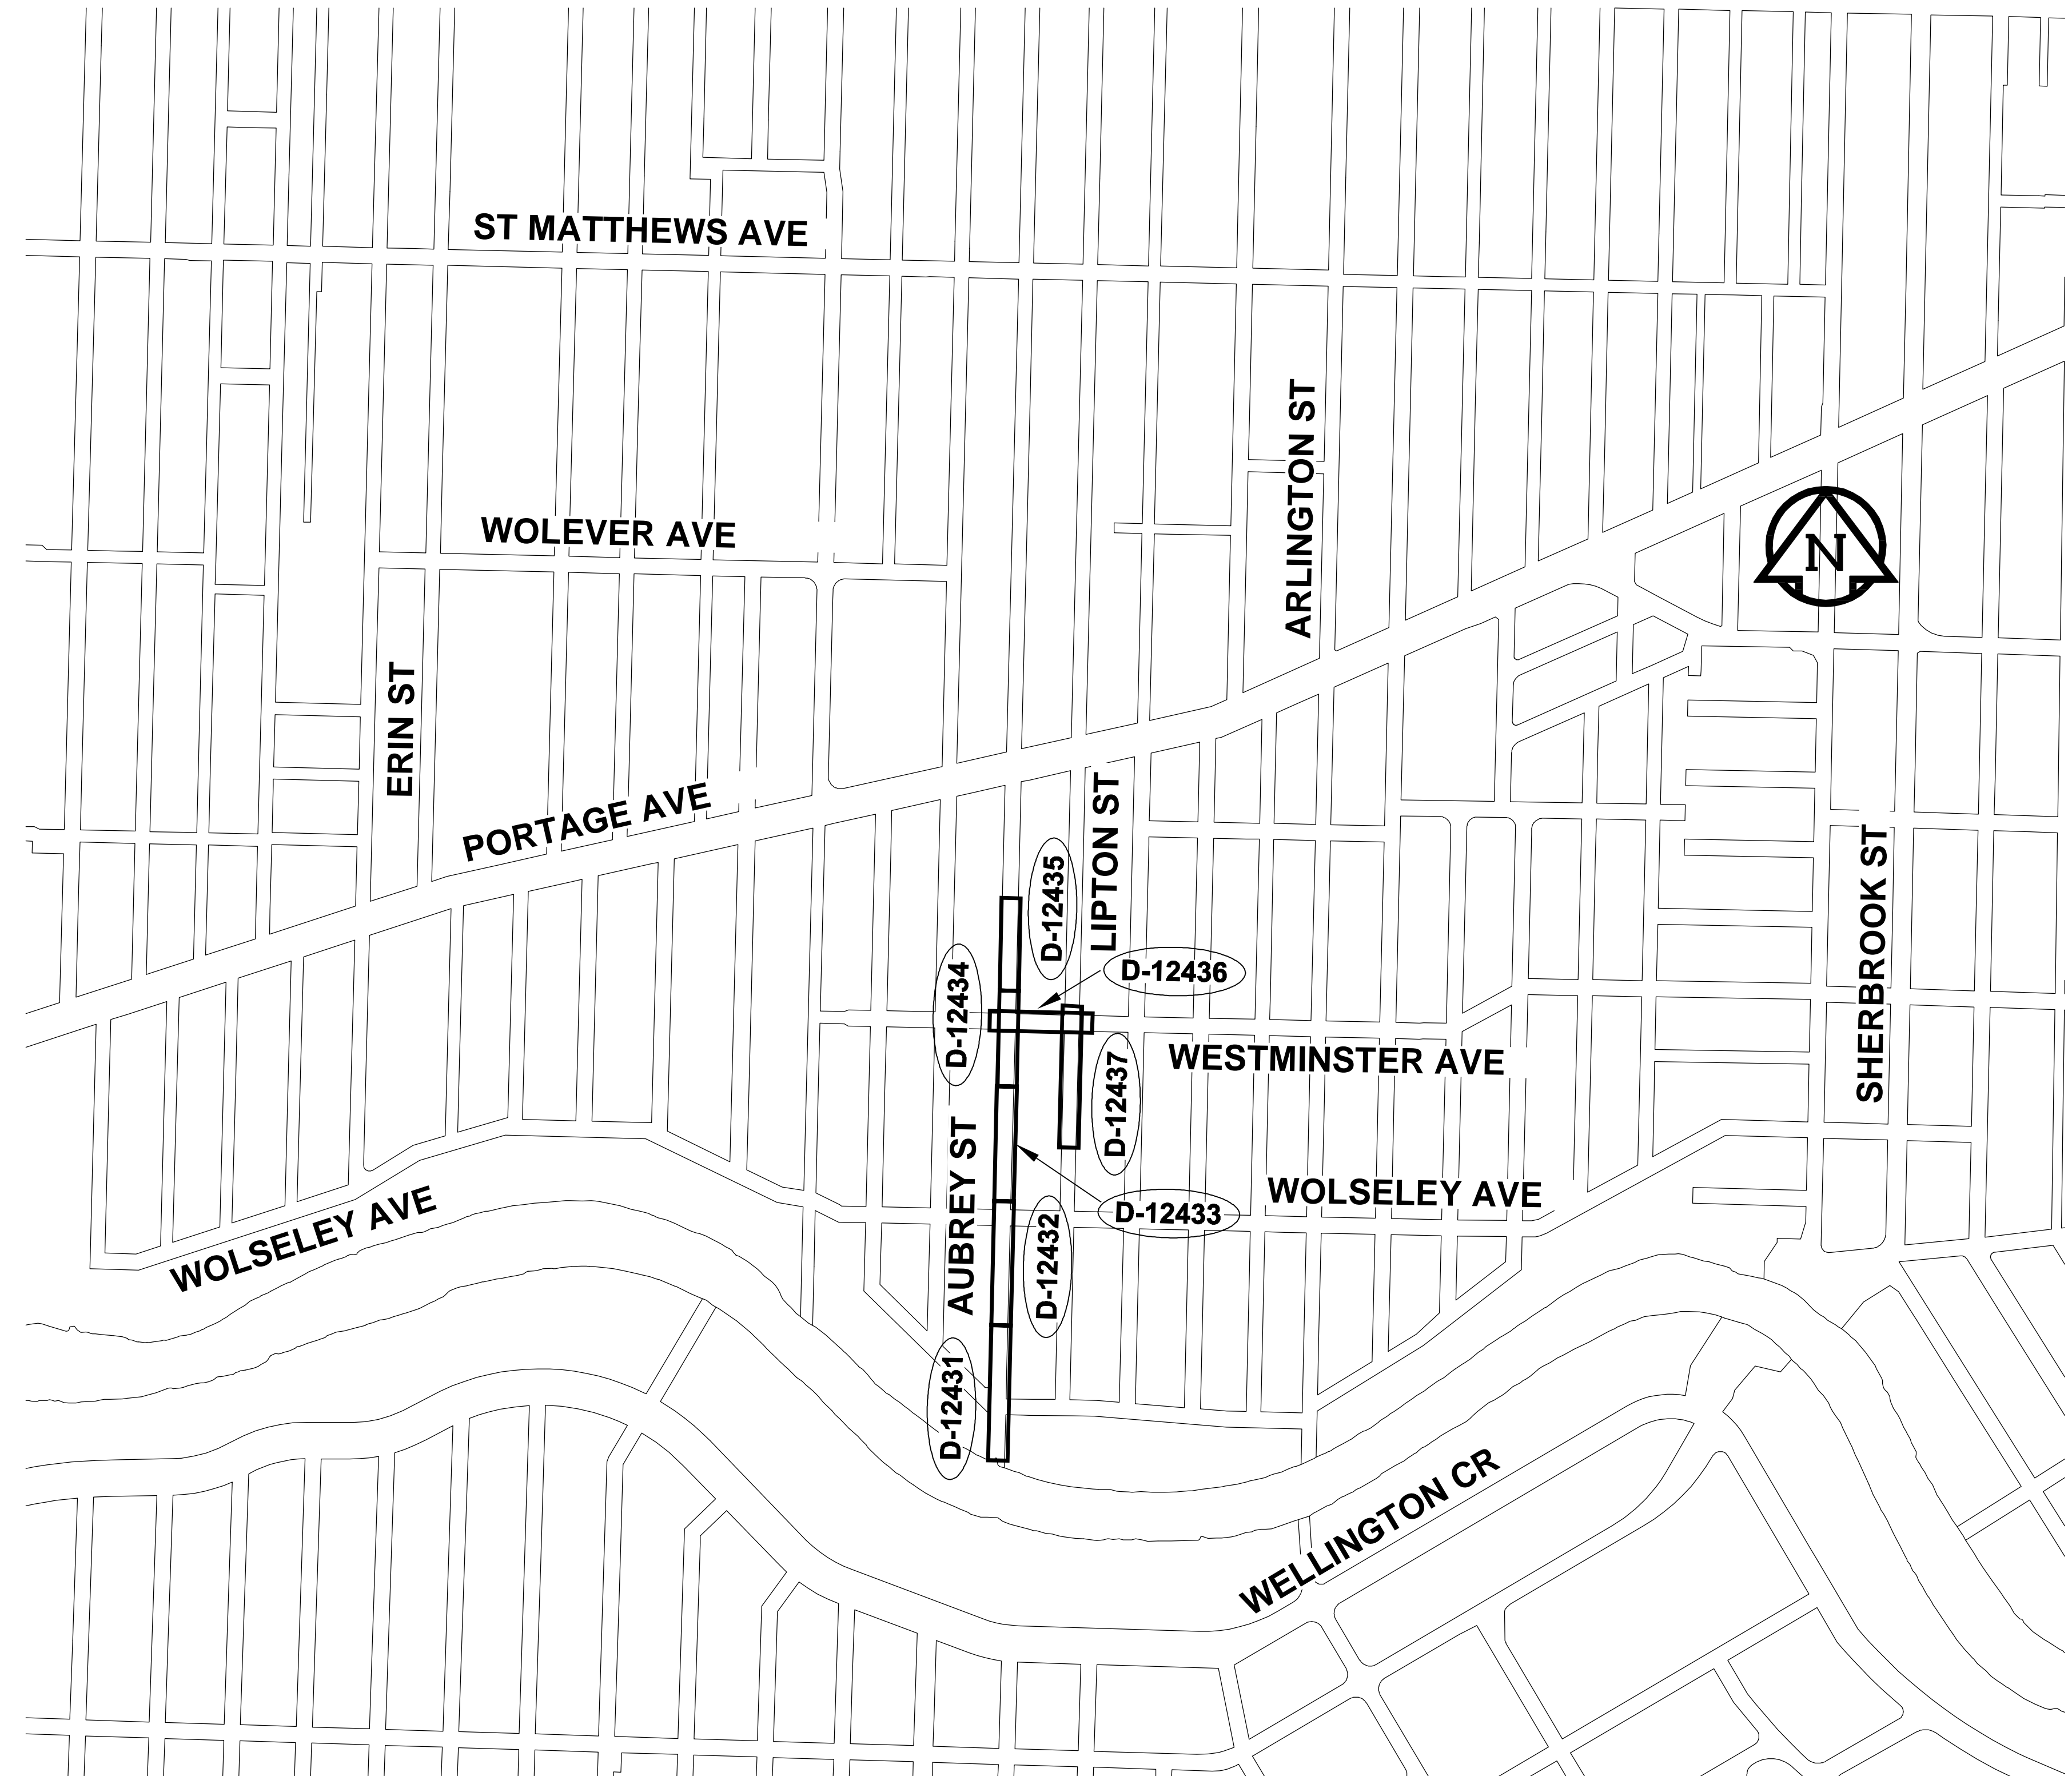 ST MATTHEWS AVE
WOLEVER AVE
ARLINGTON ST
N
ERIN ST
PORTAGE AVE
LIPTON ST
D-12435
D-12436
D-12434
SHERBROOK ST
WESTMINSTER AVE
D-12437
AUBREY ST
WOLSELEY AVE
D-12433
WOLSELEY AVE
D-12432
D-12431
WELLINGTON CR